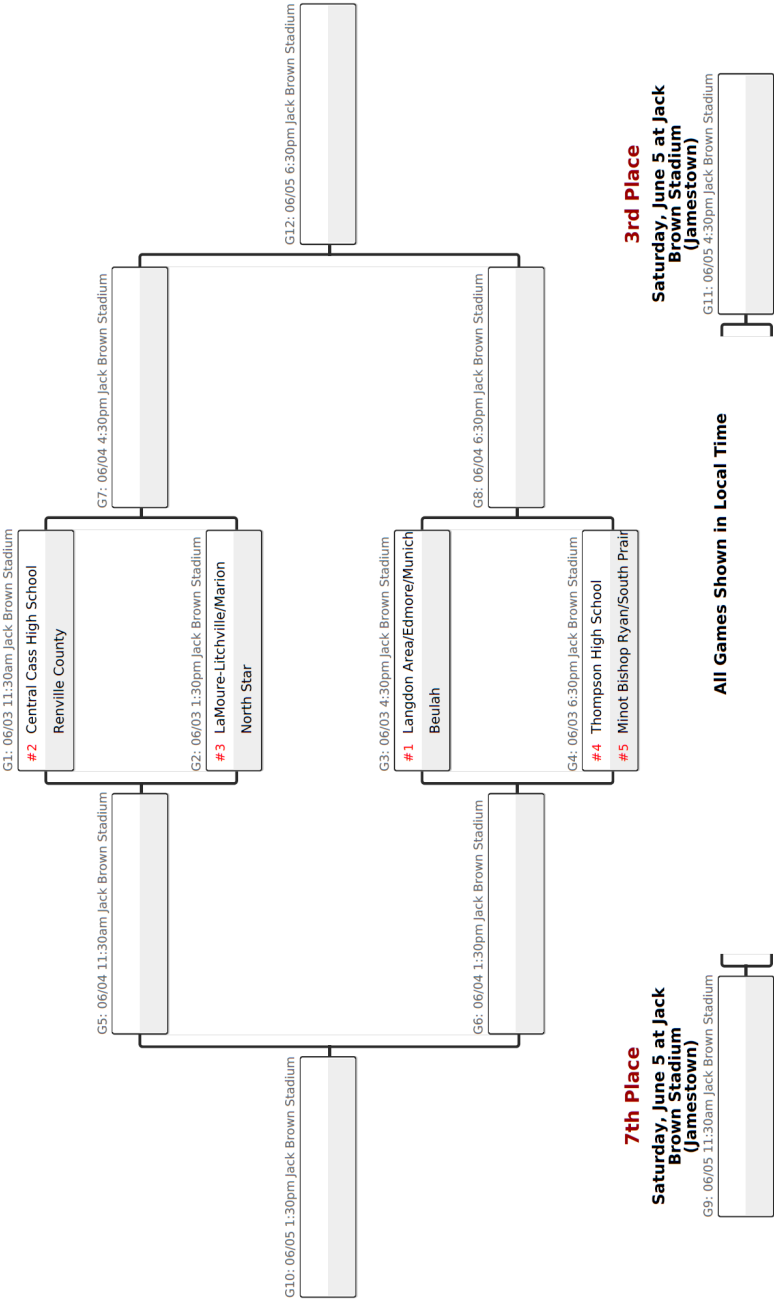 G1: 06/03 11:30am Jack Brown Stadium
#2 Central Cass High School
Renville County
G2: 06/03 1:30pm Jack Brown Stadium
#3 LaMoure-Litchville/Marion
North Star
G3: 06/03 4:30pm Jack Brown Stadium
#1 Langdon Area/Edmore/Munich
Beulah
G4: 06/03 6:30pm Jack Brown Stadium
#4 Thompson High School
#5 Minot Bishop Ryan/South Prair
G5: 06/04 11:30am Jack Brown Stadium
G6: 06/04 1:30pm Jack Brown Stadium
G7: 06/04 4:30pm Jack Brown Stadium
G8: 06/04 6:30pm Jack Brown Stadium
G10: 06/05 1:30pm Jack Brown Stadium
G12: 06/05 6:30pm Jack Brown Stadium
7th Place
Saturday, June 5 at Jack
Brown Stadium
(Jamestown)
G9: 06/05 11:30am Jack Brown Stadium
3rd Place
Saturday, June 5 at Jack
Brown Stadium
(Jamestown)
G11: 06/05 4:30pm Jack Brown Stadium
All Games Shown in Local Time